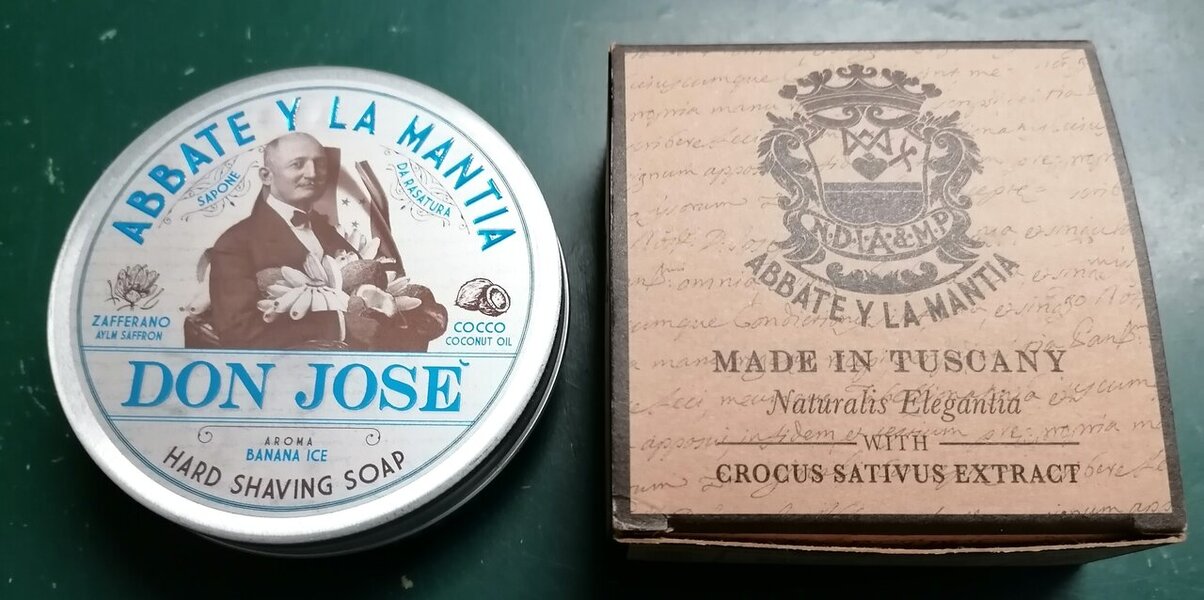 ABBATE Y LA MANTIA
SAPONE
DA RASATURA
ZAFFERANO
AYLM SAFFRON
COCCO
COCONUT OIL
DON JOSĔ
AROMA
BANANA ICE
HARD SHAVING SOAP
N·D·I·A·&·M·P
ABBATE Y LA MANTIA
MADE IN TUSCANY
Naturalis Elegantia
WITH
CROCUS SATIVUS EXTRACT